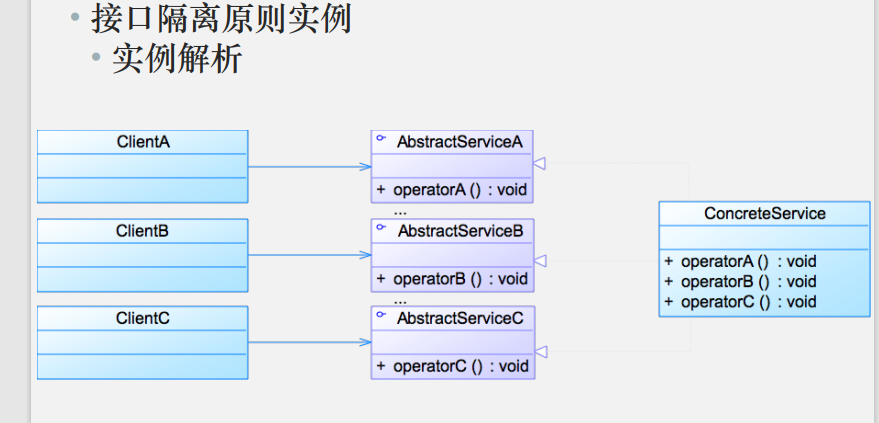 • 接口隔离原则实例
• 实例解析
ClientA
AbstractServiceA
+ operatorA () : void
...
ClientB
AbstractServiceB
+ operatorB () : void
...
ClientC
AbstractServiceC
+ operatorC () : void
ConcreteService
+ operatorA () : void
+ operatorB () : void
+ operatorC () : void